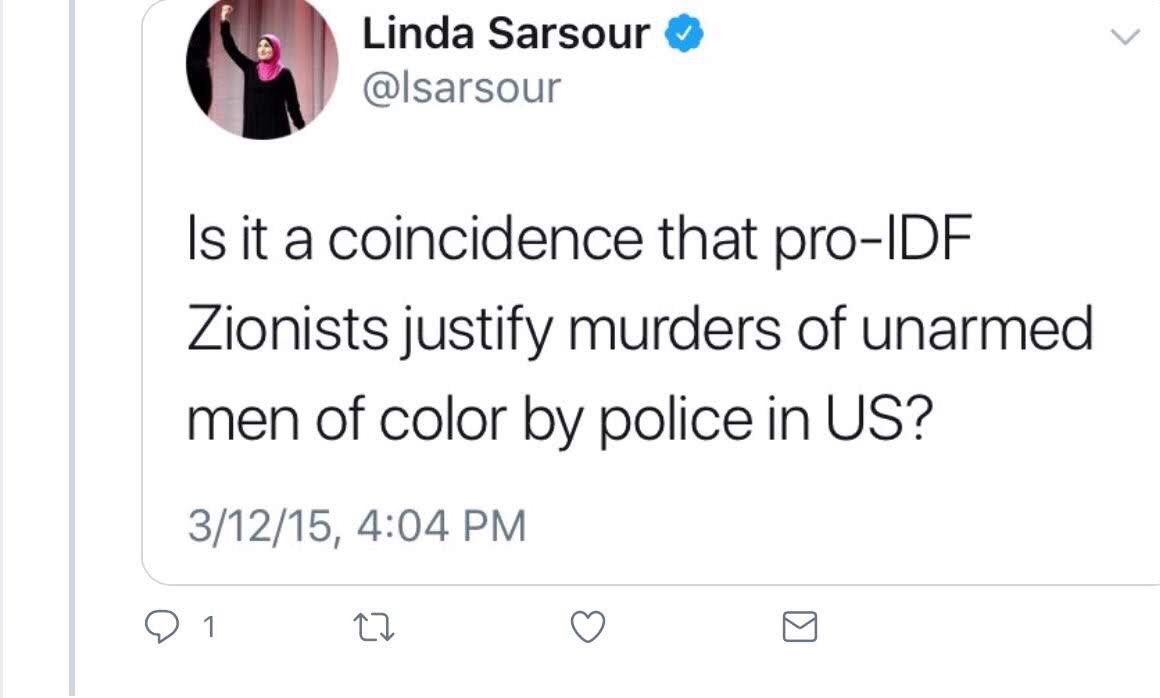 Linda Sarsour
@lsarsour
Is it a coincidence that pro-IDF
Zionists justify murders of unarmed
men of color by police in US?
3/12/15, 4:04 PM
1